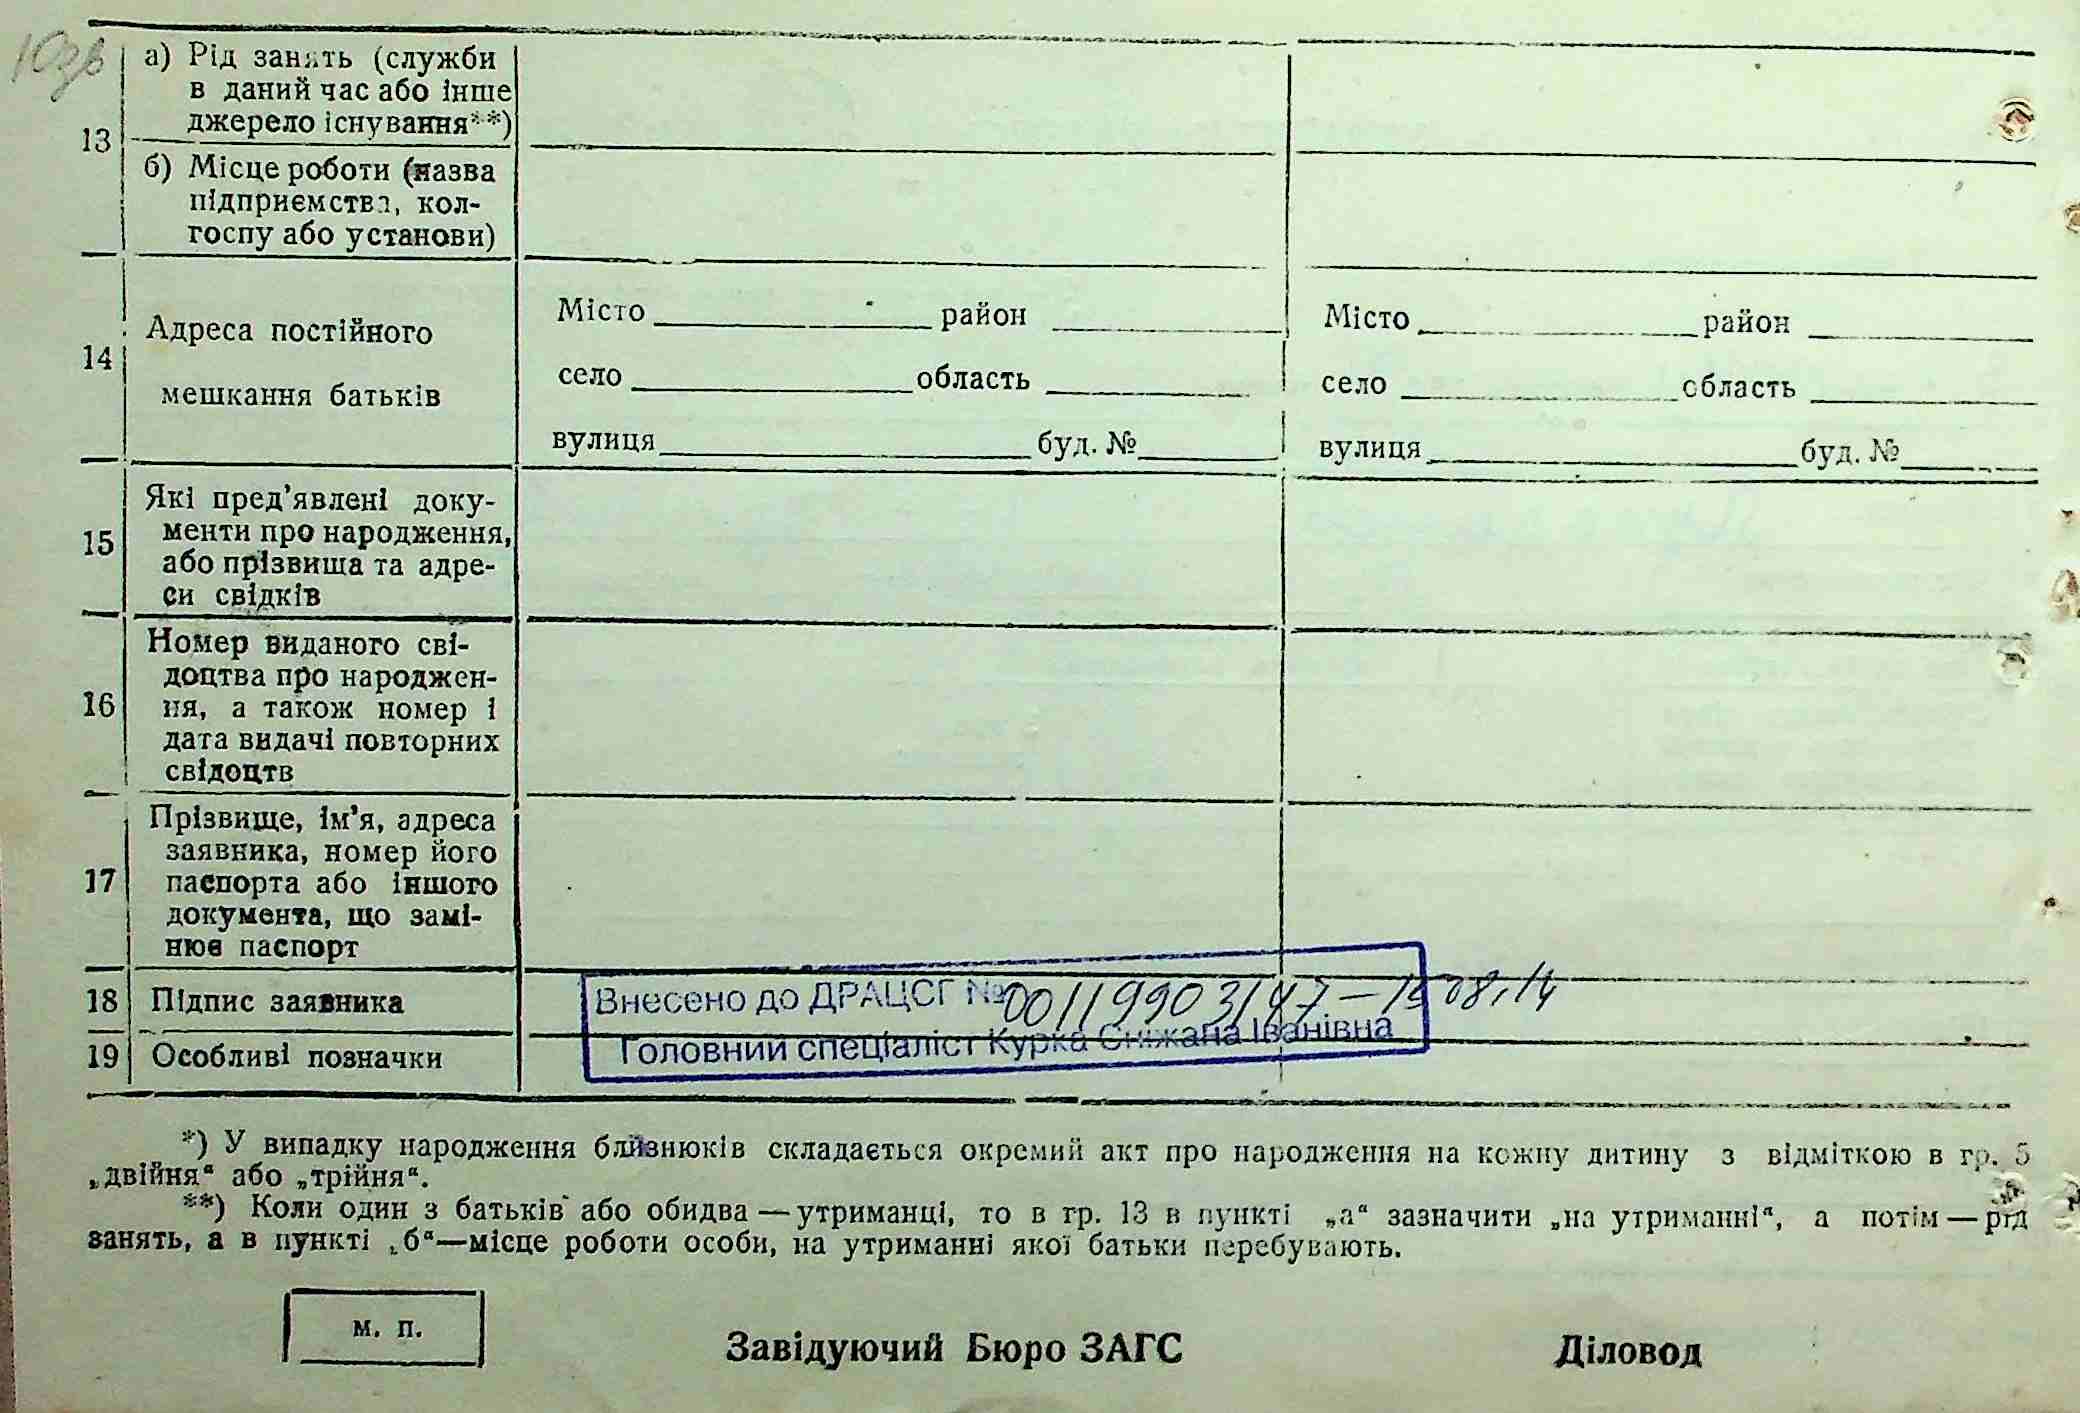 10зв
13
а) Рід занять (служби
в даний час або інше
джерело існування**)
б) Місце роботи (назва
підприємства, кол-
госпу або установи)
14
Адреса постійного
мешкання батьків
Місто район
село область
вулиця буд. №
Місто район
село область
вулиця буд. №
15
Які пред’явлені доку-
менти про народження,
або прізвища та адре-
си свідків
16
Номер виданого сві-
доцтва про народжен-
ня, а також номер і
дата видачі повторних
свідоцтв
17
Прізвище, ім’я, адреса
заявника, номер його
паспорта або іншого
документа, що замі-
нює паспорт
18 Підпис заявника
19 Особливі позначки
Внесено до ДРАЦСГ № 00119903147 – 15.08.14
Головний спеціаліст Курка Сніжана Іванівна
*) У випадку народження близнюків складається окремий акт про народження на кожну дитину з відміткою в гр. 5
„двійня“ або „трійня“.
**) Коли один з батьків або обидва — утриманці, то в гр. 13 в пункті „а“ зазначити „на утриманні“, а потім — рід
занять, а в пункті „б“—місце роботи особи, на утриманні якої батьки перебувають.
м. п.
Завідуючий Бюро ЗАГС Діловод